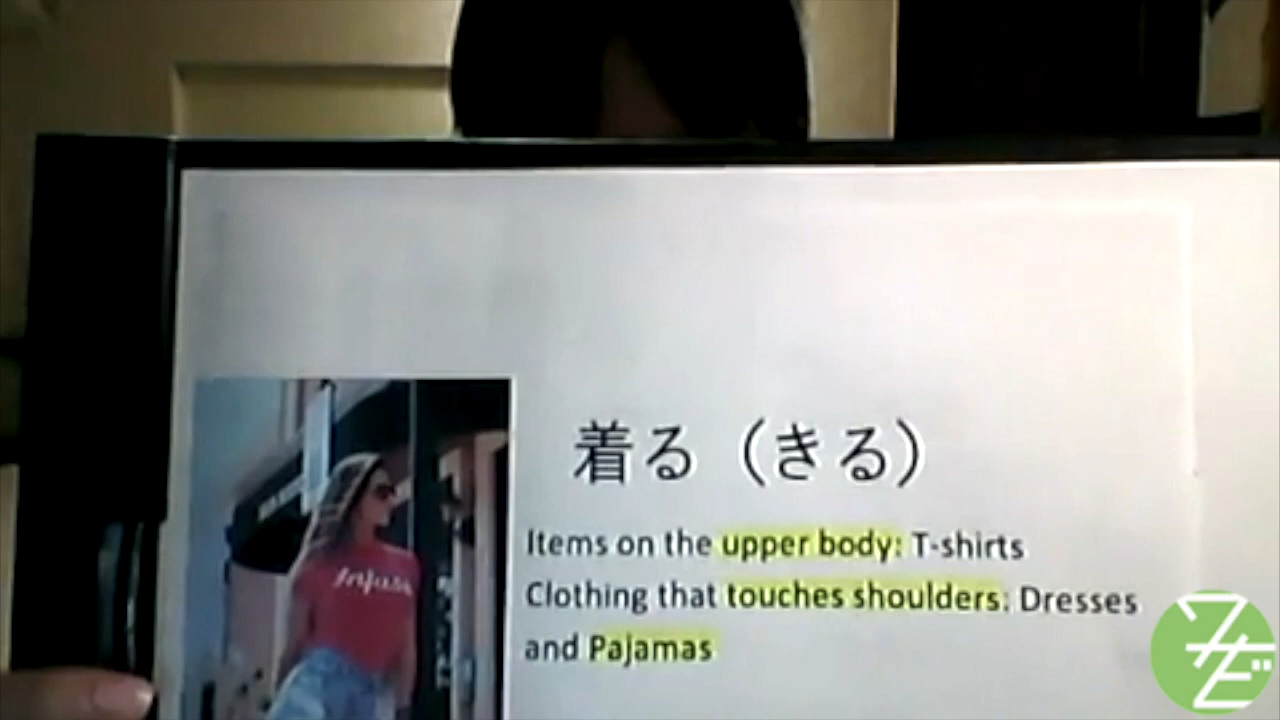 着る（きる）
Items on the upper body: T-shirts
Clothing that touches shoulders: Dresses
and Pajamas